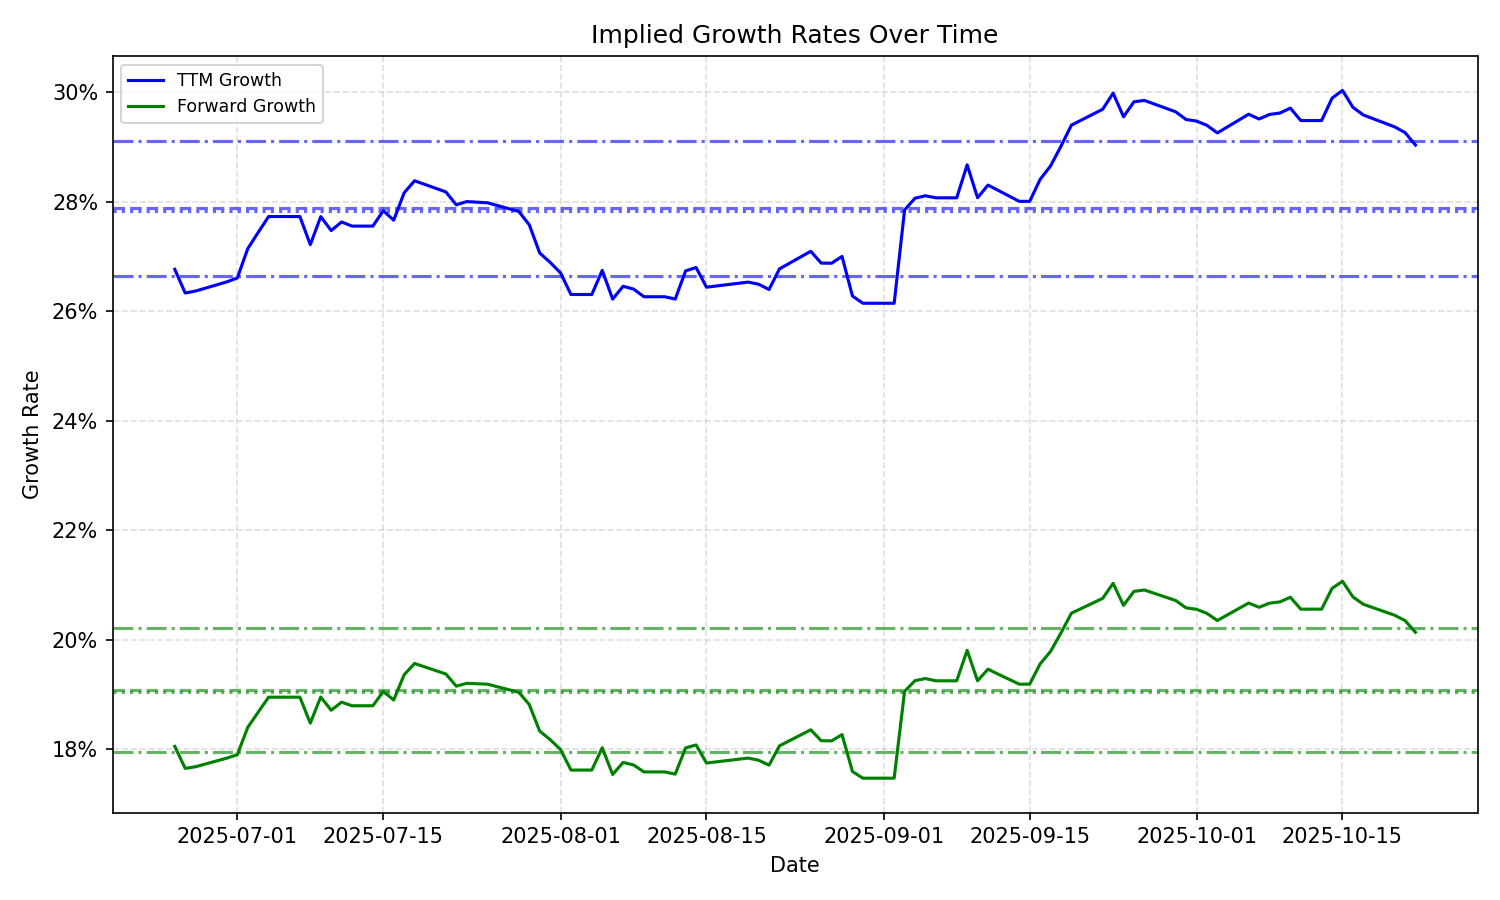 Implied Growth Rates Over Time
TTM Growth
Forward Growth
30%
28%
26%
24%
22%
20%
18%
Growth Rate
2025-07-01 2025-07-15 2025-08-01 2025-08-15 2025-09-01 2025-09-15 2025-10-01 2025-10-15
Date